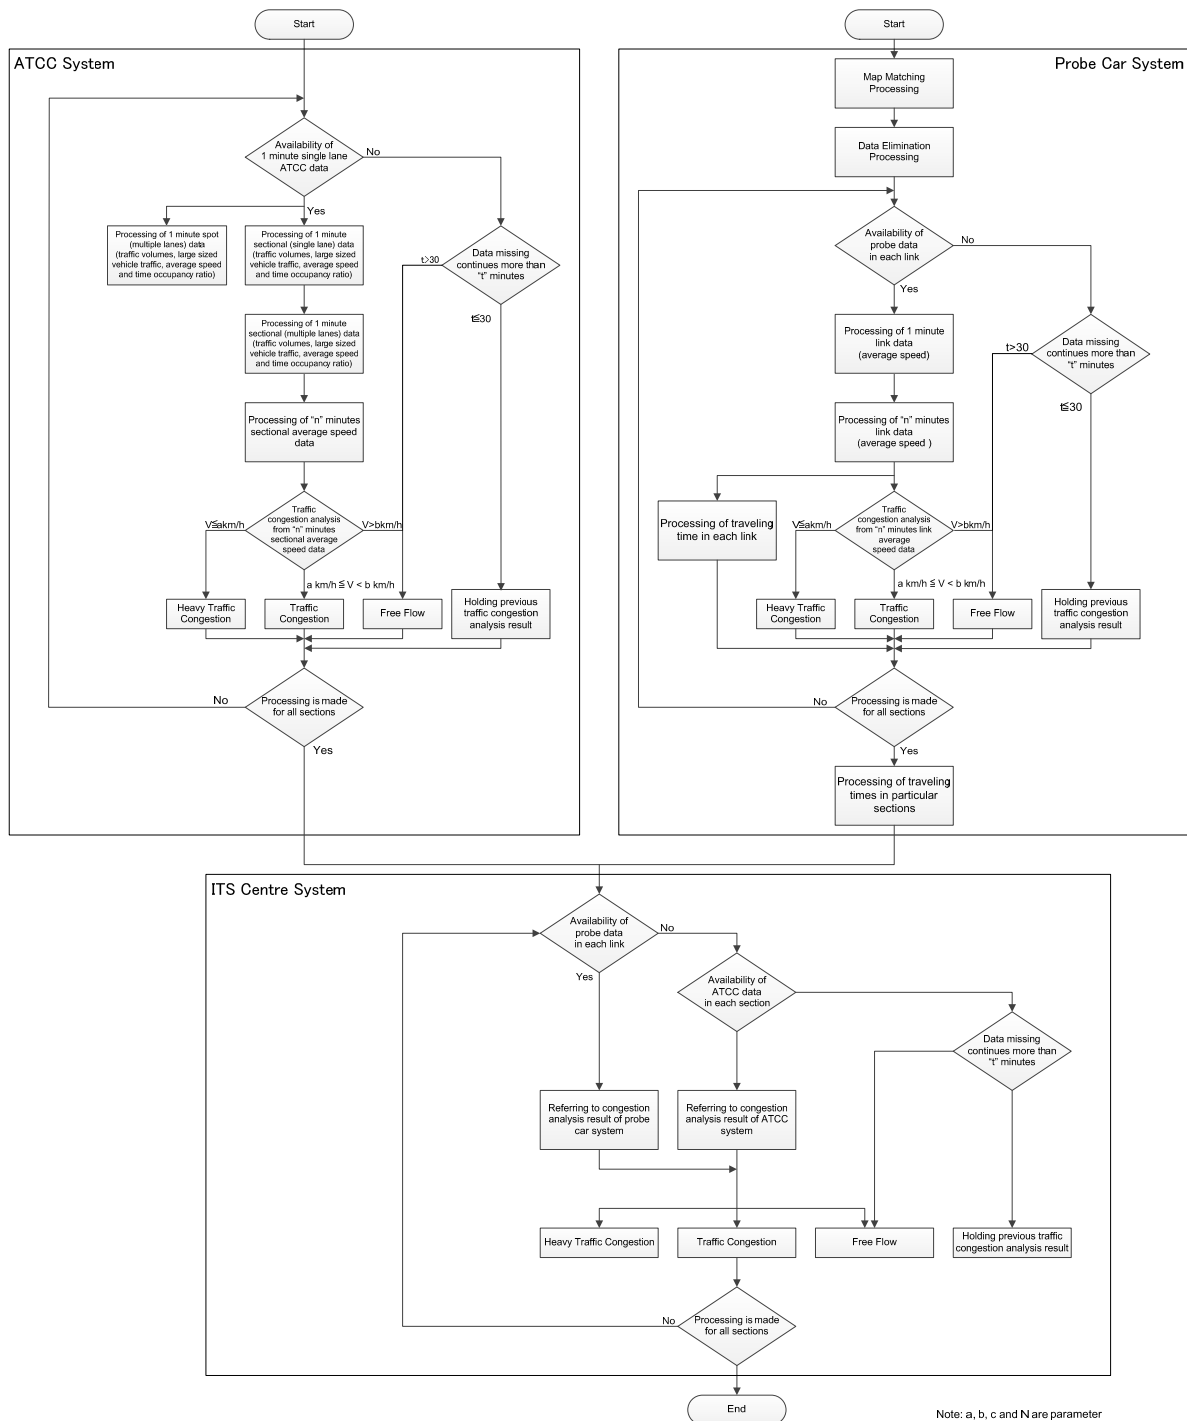 Start
ATCC System
Availability of
1 minute single lane
ATCC data
No
Yes
Processing of 1 minute spot
(multiple lanes) data
(traffic volumes, large sized
vehicle traffic, average speed
and time occupancy ratio)
Processing of 1 minute
sectional (single lane) data
(traffic volumes, large sized
vehicle traffic, average speed
and time occupancy ratio)
Data missing
continues more than
“t” minutes
t>30
t≦30
Processing of 1 minute
sectional (multiple lanes) data
(traffic volumes, large sized
vehicle traffic, average speed
and time occupancy ratio)
Processing of “n” minutes
sectional average speed
data
Traffic
congestion analysis
from “n” minutes
sectional average
speed data
V≦akm/h
V>bkm/h
a km/h ≦ V < b km/h
Heavy Traffic
Congestion
Traffic
Congestion
Free Flow
Holding previous
traffic congestion
analysis result
Processing is made
for all sections
No
Yes
Start
Probe Car System
Map Matching
Processing
Data Elimination
Processing
Availability of
probe data
in each link
No
Yes
Processing of 1 minute
link data
(average speed)
Data missing
continues more than
“t” minutes
t>30
t≦30
Processing of “n” minutes
link data
(average speed )
Processing of traveling
time in each link
Traffic
congestion analysis
from “n” minutes link
average
speed data
V≦akm/h
V>bkm/h
a km/h ≦ V < b km/h
Heavy Traffic
Congestion
Traffic
Congestion
Free Flow
Holding previous
traffic congestion
analysis result
Processing is made
for all sections
No
Yes
Processing of traveling
times in particular
sections
ITS Centre System
Availability of
probe data
in each link
No
Yes
Availability of
ATCC data
in each section
Data missing
continues more than
“t” minutes
Referring to congestion
analysis result of probe
car system
Referring to congestion
analysis result of ATCC
system
Heavy Traffic Congestion
Traffic Congestion
Free Flow
Holding previous traffic
congestion analysis result
Processing is made
for all sections
No
End
Note: a, b, c and N are parameter